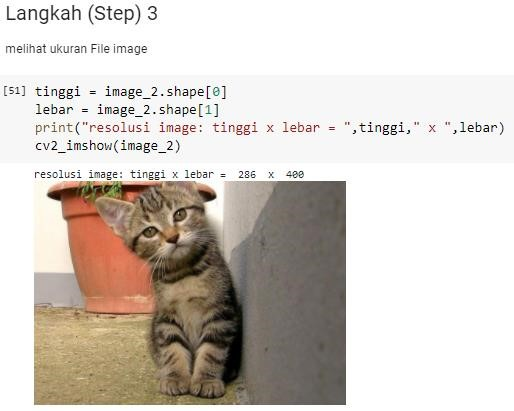 Langkah (Step) 3
melihat ukuran File image
[51] tinggi = image_2.shape[0]
lebar = image_2.shape[1]
print("resolusi image: tinggi x lebar = ",tinggi," x ",lebar)
cv2_imshow(image_2)
resolusi image: tinggi x lebar =  286  x  400